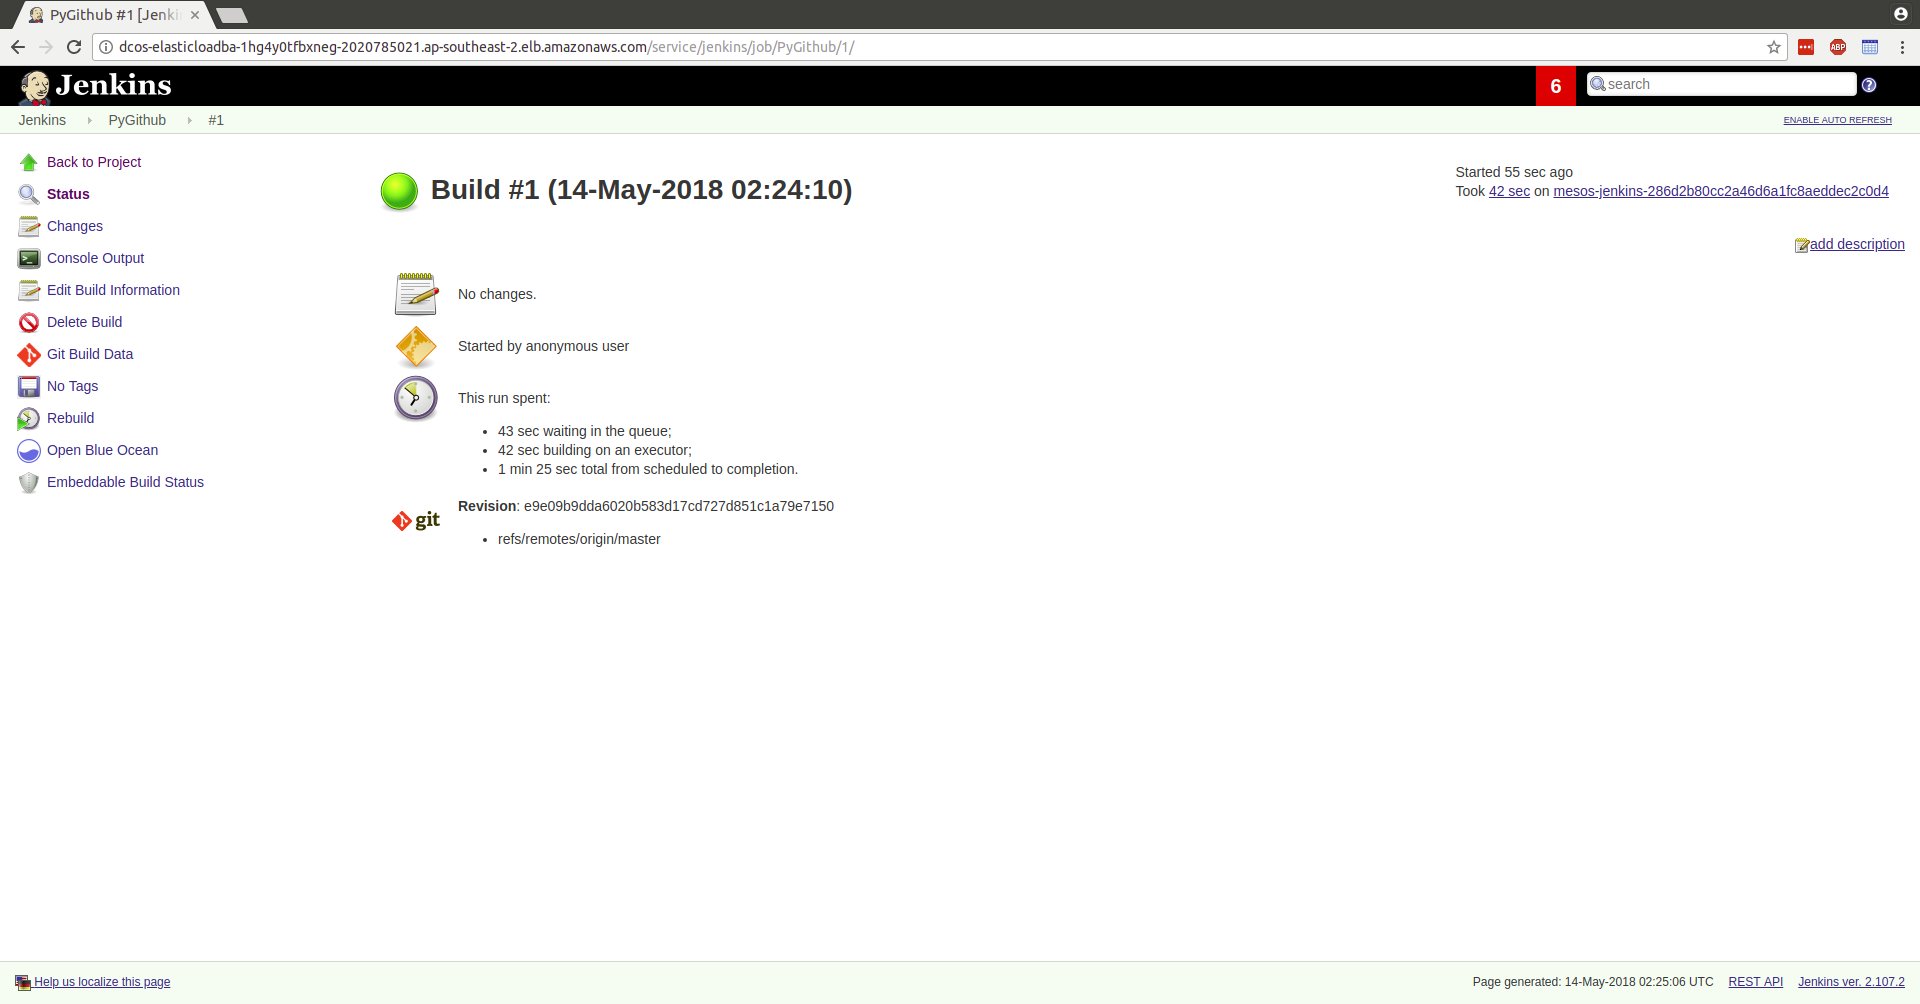 PyGithub #1 [Jenki
dcos-elasticloadba-1hg4y0tfbxneg-2020785021.ap-southeast-2.elb.amazonaws.com/service/jenkins/job/PyGithub/1/
ABP
Jenkins
6
search
Jenkins
PyGithub
#1
ENABLE AUTO REFRESH
Back to Project
Status
Changes
Console Output
Edit Build Information
Delete Build
Git Build Data
No Tags
Rebuild
Open Blue Ocean
Embeddable Build Status
Build #1 (14-May-2018 02:24:10)
Started 55 sec ago
Took 42 sec on mesos-jenkins-286d2b80cc2a46d6a1fc8aeddec2c0d4
add description
No changes.
Started by anonymous user
This run spent:
43 sec waiting in the queue;
42 sec building on an executor;
1 min 25 sec total from scheduled to completion.
git
Revision: e9e09b9dda6020b583d17cd727d851c1a79e7150
refs/remotes/origin/master
Help us localize this page
Page generated: 14-May-2018 02:25:06 UTC
REST API
Jenkins ver. 2.107.2